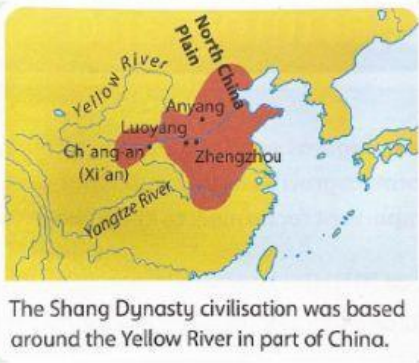 Yellow River
North China
Plain
Anyang
Luoyang
Ch'ang-an
(Xi'an)
Zhengzhou
Yangtze River
The Shang Dynasty civilisation was based
around the Yellow River in part of China.